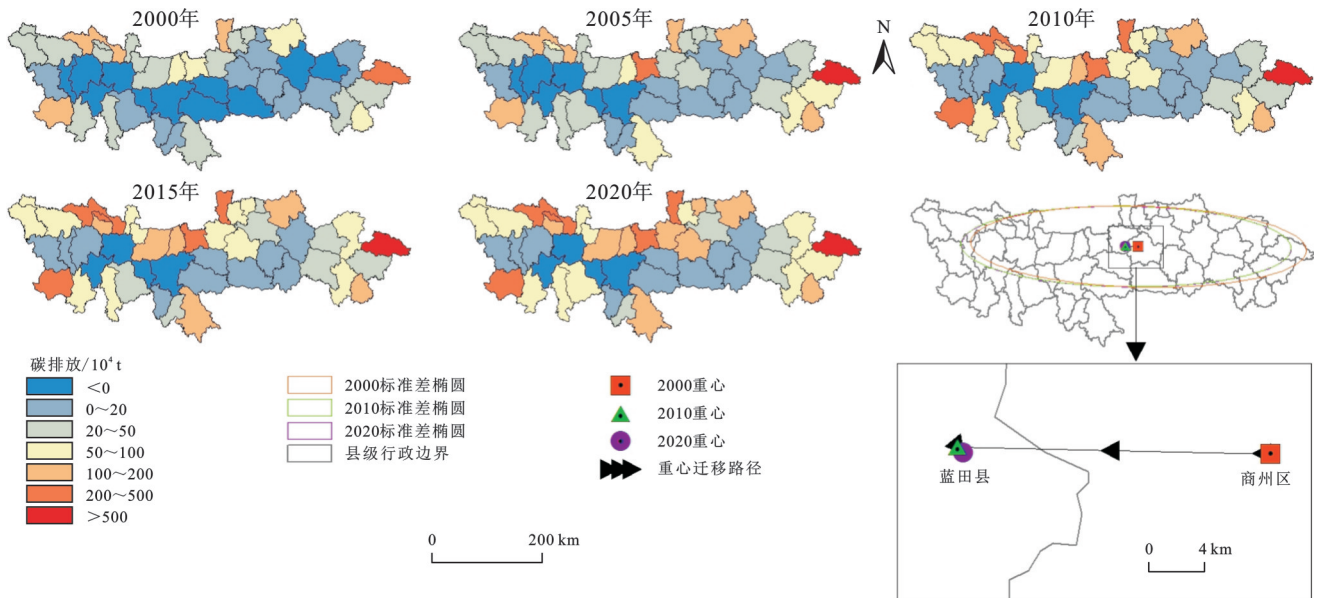 2000年
2005年
N
2010年
2015年
2020年
碳排放/10⁴ t
<0
0～20
20～50
50～100
100～200
200～500
>500
2000标准差椭圆
2010标准差椭圆
2020标准差椭圆
县级行政边界
2000重心
2010重心
2020重心
重心迁移路径
0 200 km
蓝田县
商州区
0 4 km